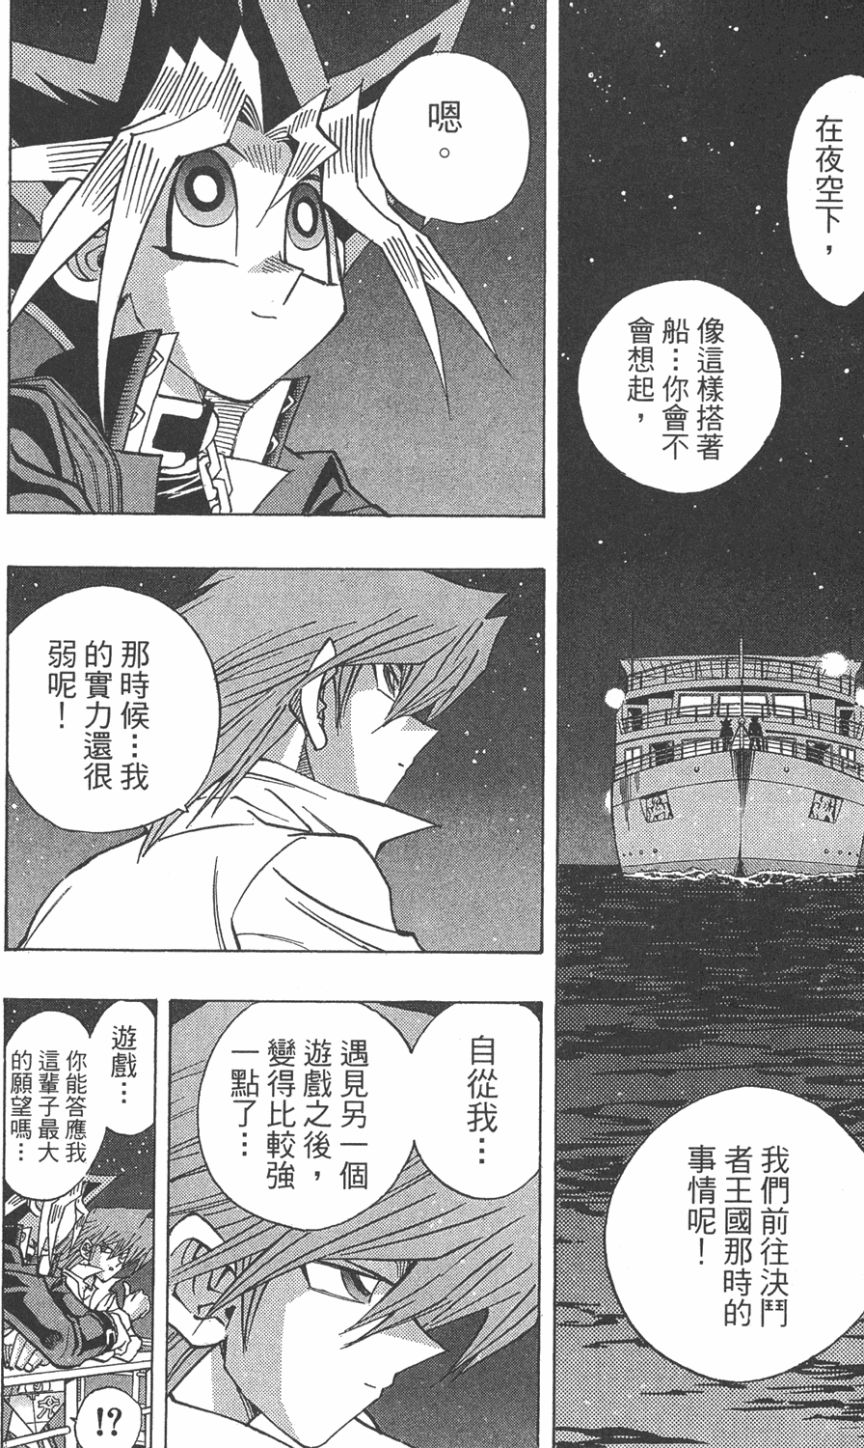 在夜空下，
像這樣搭著
船…你會不
會想起，
我們前往決鬥
者王國那時的
事情呢！
嗯。
那時候…我
的實力還很
弱呢！
自從我…
遇見另一個
遊戲之後，
變得比較強
一點了…
遊戲…
你能答應我
這輩子最大
的願望嗎…
!?